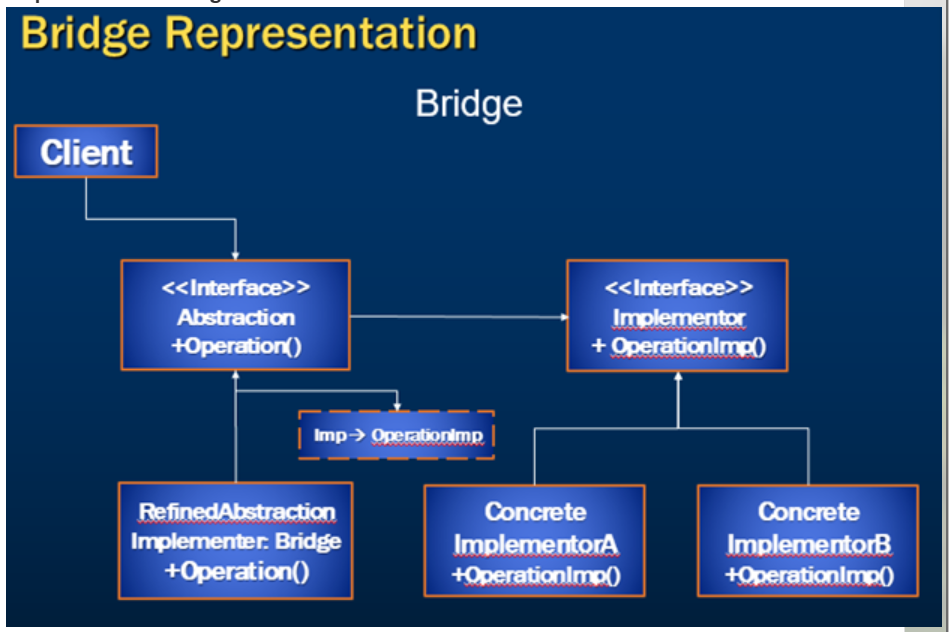 Bridge Representation
Bridge
Client
<<Interface>>
Abstraction
+Operation()
<<Interface>>
Implementor
+ OperationImp()
Imp→ OperationImp
RefinedAbstraction
Implementer: Bridge
+Operation()
Concrete
ImplementorA
+OperationImp()
Concrete
ImplementorB
+OperationImp()